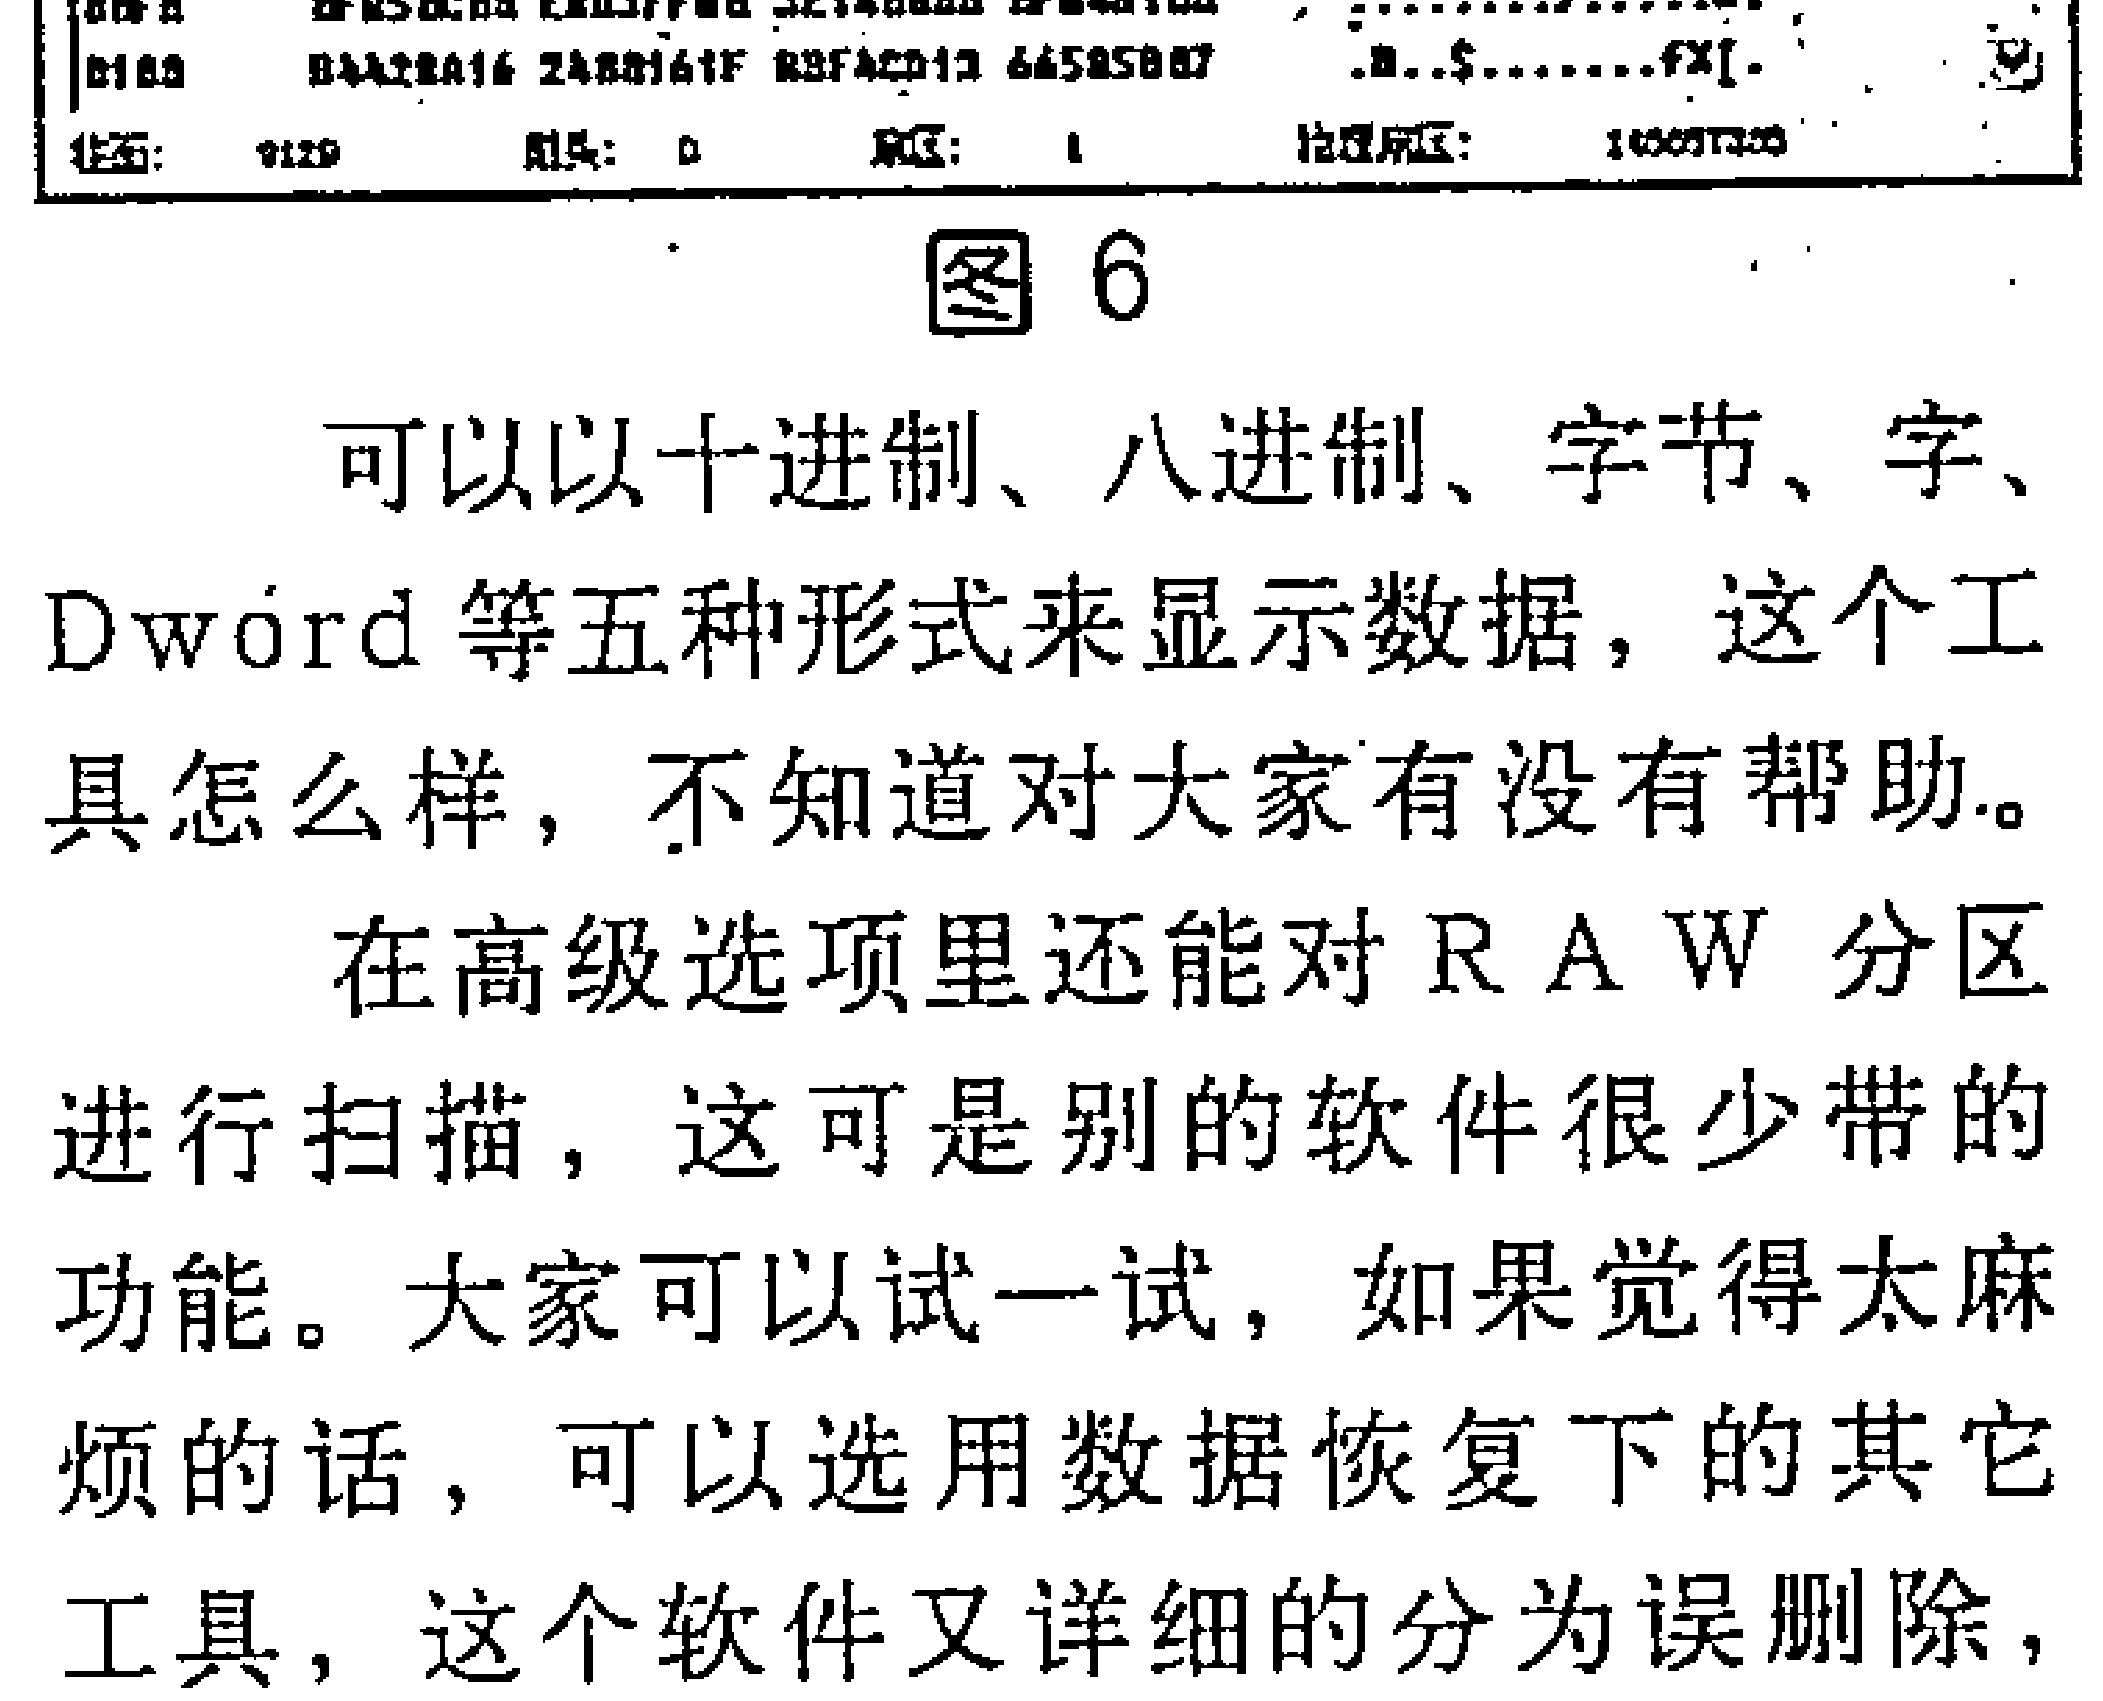 磁头: 0 扇区: 1
图 6
可以以十进制、八进制、字节、字、
Dword 等五种形式来显示数据，这个工
具怎么样，不知道对大家有没有帮助。
在高级选项里还能对 R A W 分区
进行扫描，这可是别的软件很少带的
功能。大家可以试一试，如果觉得太麻
烦的话，可以选用数据恢复下的其它
工具，这个软件又详细的分为误删除，